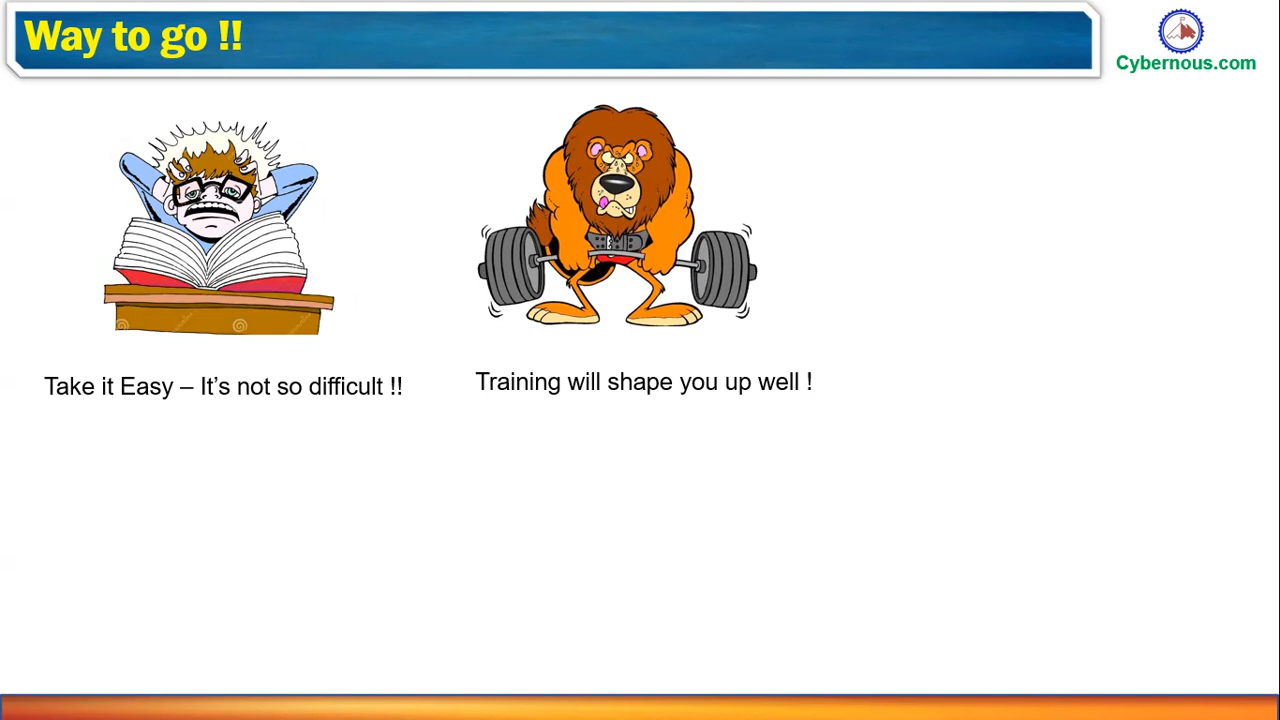 Way to go !!
Cybernous.com
Take it Easy – It’s not so difficult !!
Training will shape you up well !